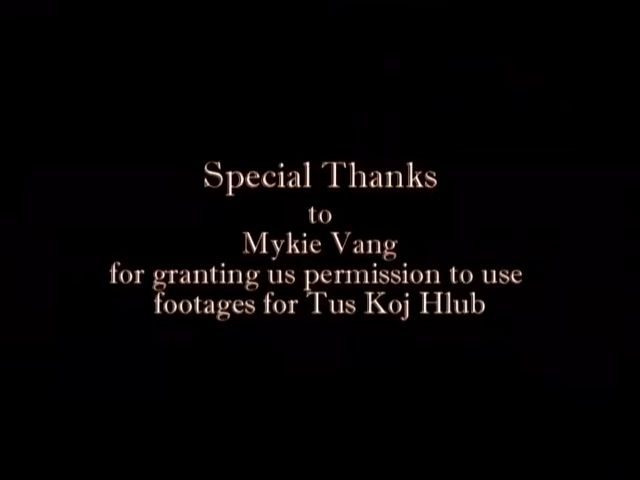 Special Thanks
to
Mykie Vang
for granting us permission to use
footages for Tus Koj Hlub